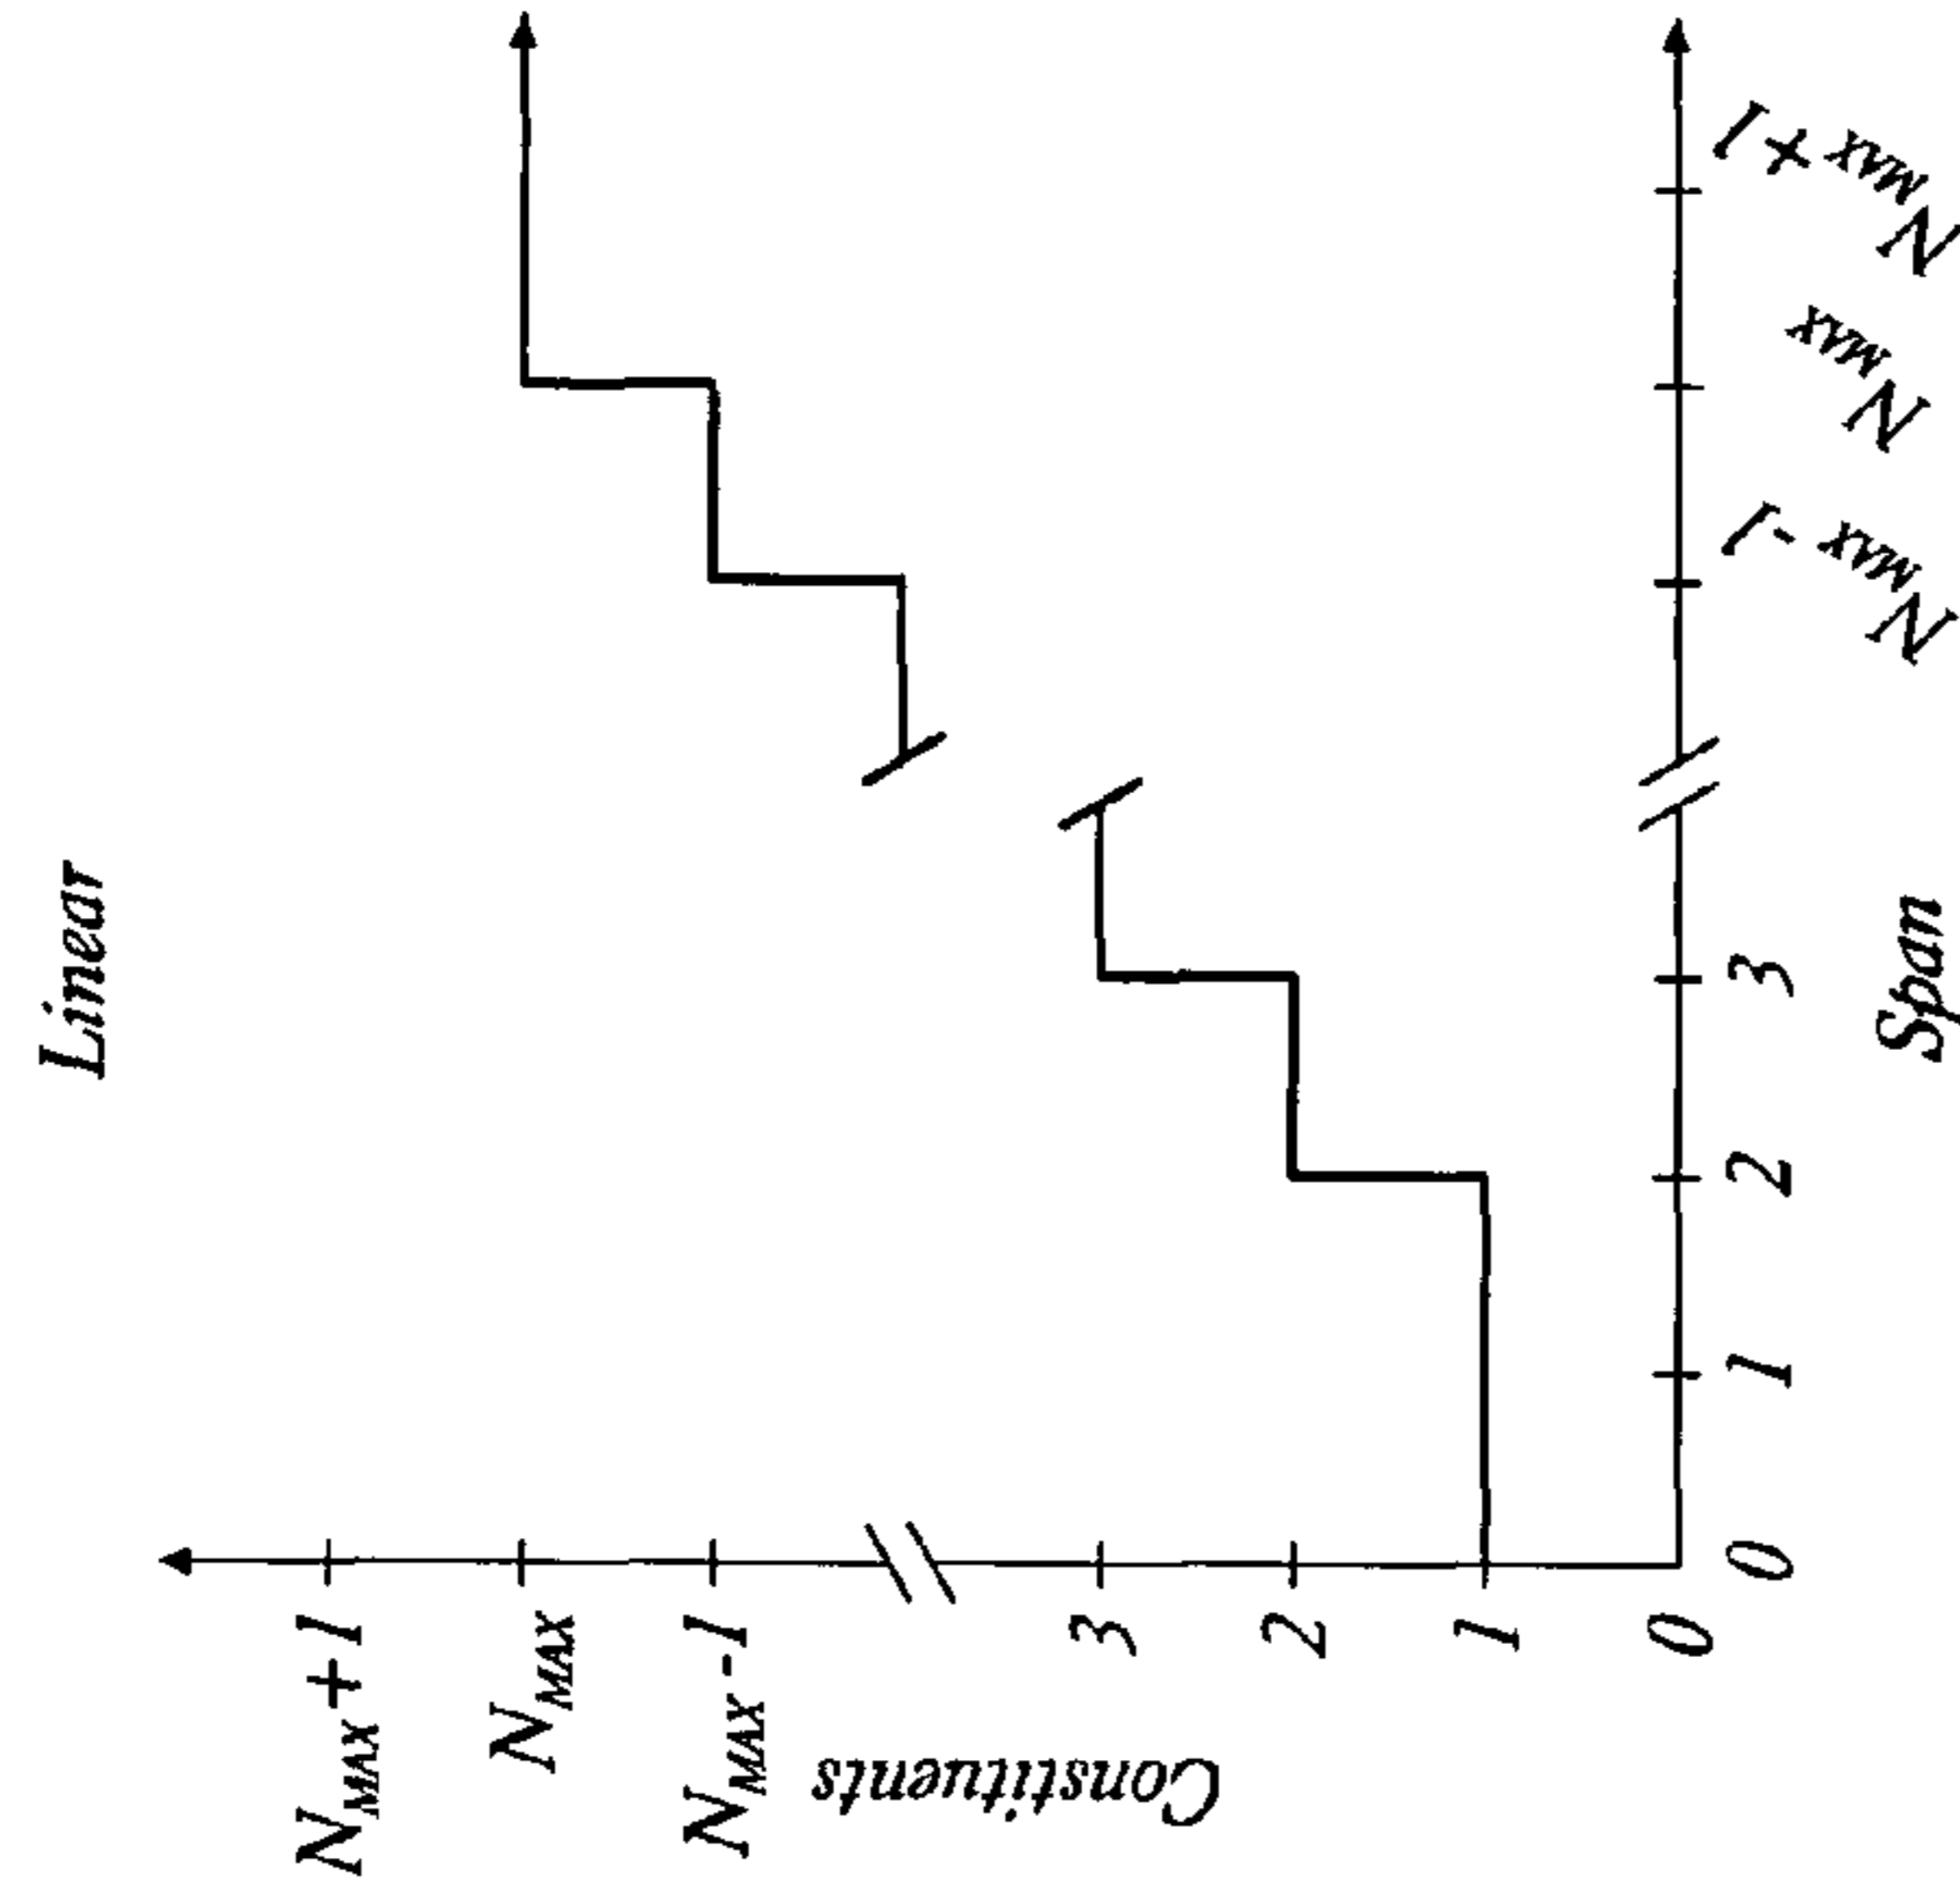 Linear
N_MAX + 1
N_MAX
N_MAX - 1
3
2
1
0
Constituents
0
1
2
3
N_MAX - 1
N_MAX
N_MAX + 1
Span